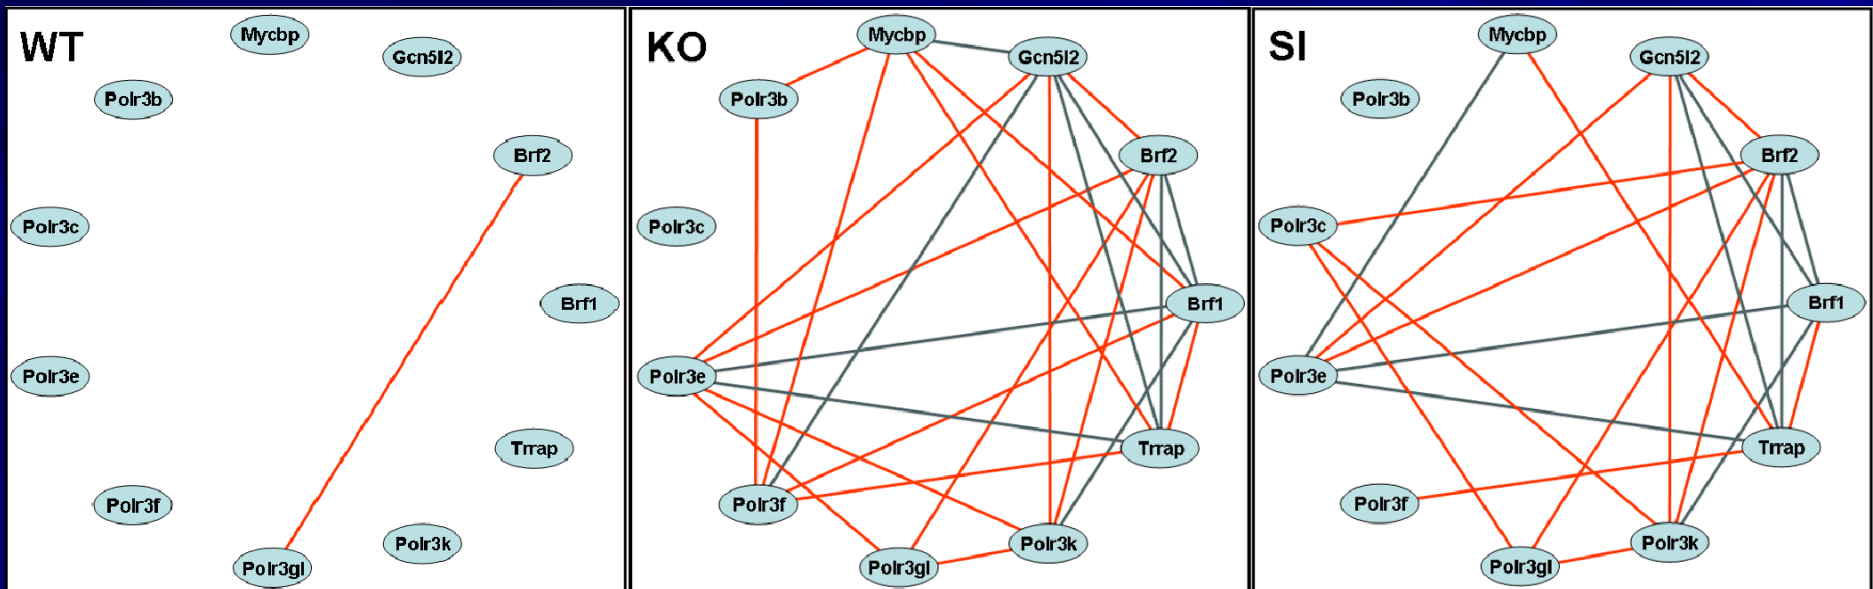 WT
Mycbp
Gcn5l2
Polr3b
Brf2
Polr3c
Brf1
Polr3e
Trrap
Polr3f
Polr3k
Polr3gl
KO
Mycbp
Gcn5l2
Polr3b
Brf2
Polr3c
Brf1
Polr3e
Trrap
Polr3f
Polr3k
Polr3gl
SI
Mycbp
Gcn5l2
Polr3b
Brf2
Polr3c
Brf1
Polr3e
Trrap
Polr3f
Polr3k
Polr3gl